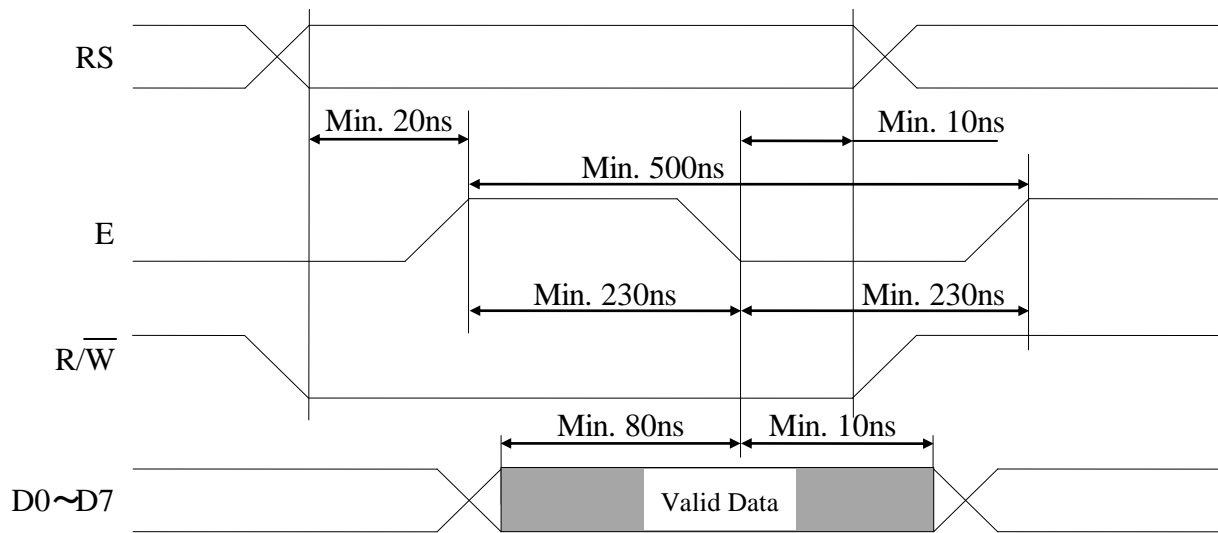 RS
Min. 20ns
Min. 10ns
Min. 500ns
E
Min. 230ns
Min. 230ns
R/W̅
Min. 80ns
Min. 10ns
D0～D7
Valid Data